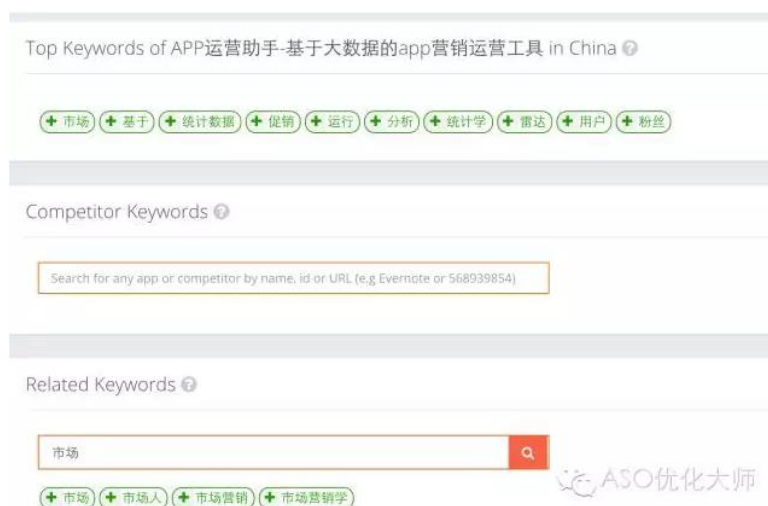 Top Keywords of APP运营助手-基于大数据的app营销运营工具 in China ?
+ 市场 + 基于 + 统计数据 + 促销 + 运行 + 分析 + 统计学 + 雷达 + 用户 + 粉丝
Competitor Keywords ?
Search for any app or competitor by name, id or URL (e.g Evernote or 568939854)
Related Keywords ?
市场
ASO优化大师
+ 市场 + 市场人 + 市场营销 + 市场营销学